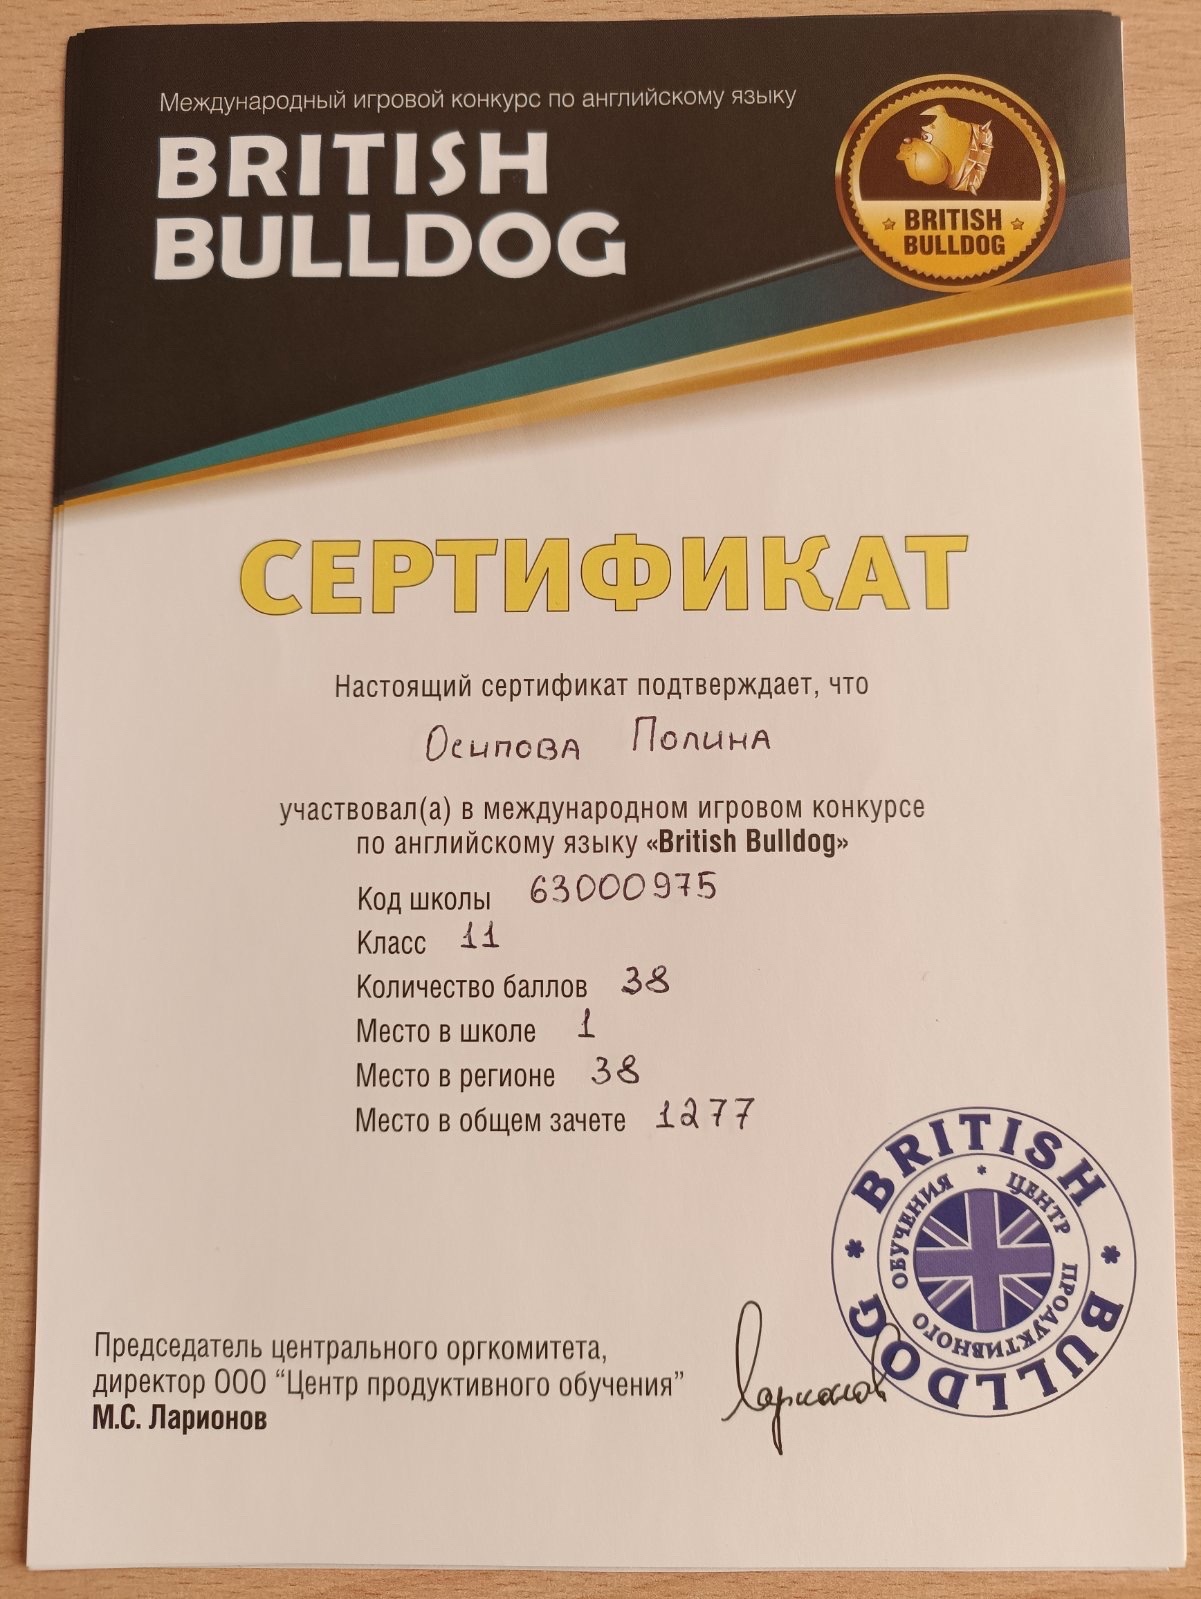 Международный игровой конкурс по английскому языку
BRITISH
BULLDOG
BRITISH
BULLDOG
СЕРТИФИКАТ
Настоящий сертификат подтверждает, что
Осипова Полина
участвовал(а) в международном игровом конкурсе
по английскому языку «British Bulldog»
Код школы 63000975
Класс 11
Количество баллов 38
Место в школе 1
Место в регионе 38
Место в общем зачете 1277
BRITISH * BULLDOG *
ЦЕНТР ПРОДУКТИВНОГО ОБУЧЕНИЯ *
Председатель центрального оргкомитета,
директор ООО “Центр продуктивного обучения”
М.С. Ларионов
Ларионов